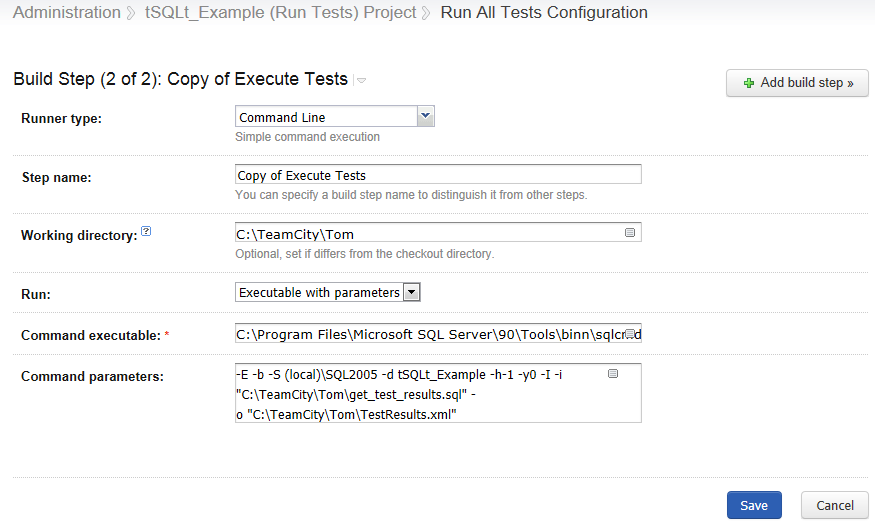 Administration » tSQLt_Example (Run Tests) Project » Run All Tests Configuration
Build Step (2 of 2): Copy of Execute Tests
Add build step »
Runner type:
Command Line
Simple command execution
Step name:
Copy of Execute Tests
You can specify a build step name to distinguish it from other steps.
Working directory: ?
C:\TeamCity\Tom
Optional, set if differs from the checkout directory.
Run:
Executable with parameters
Command executable: *
C:\Program Files\Microsoft SQL Server\90\Tools\binn\sqlcmd
Command parameters:
-E -b -S (local)\SQL2005 -d tSQLt_Example -h-1 -y0 -I -i
"C:\TeamCity\Tom\get_test_results.sql" -
o "C:\TeamCity\Tom\TestResults.xml"
Save
Cancel